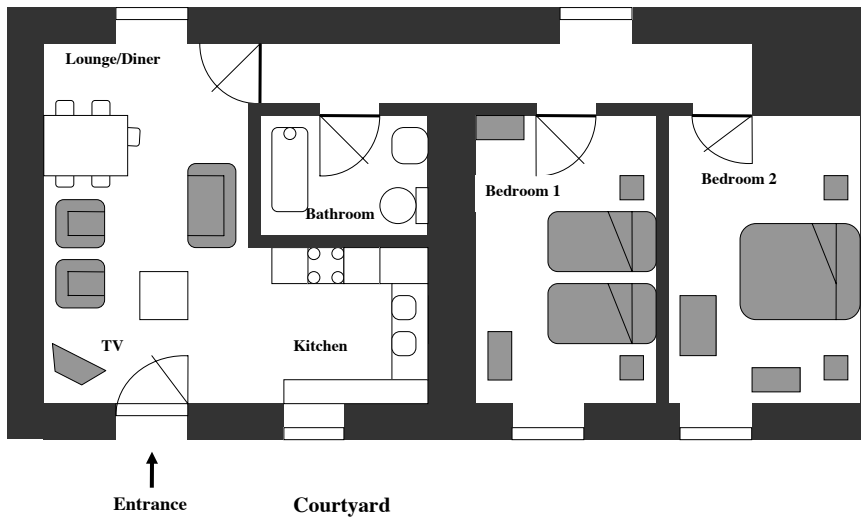 Lounge/Diner
Bathroom
Bedroom 1
Bedroom 2
TV
Kitchen
Entrance
Courtyard